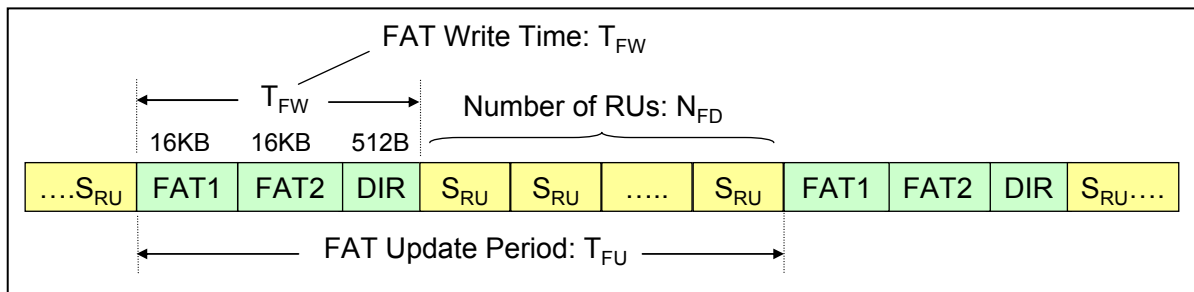 FAT Write Time: TFW
TFW
Number of RUs: NFD
16KB 16KB 512B
….SRU FAT1 FAT2 DIR SRU SRU ….. SRU FAT1 FAT2 DIR SRU….
FAT Update Period: TFU